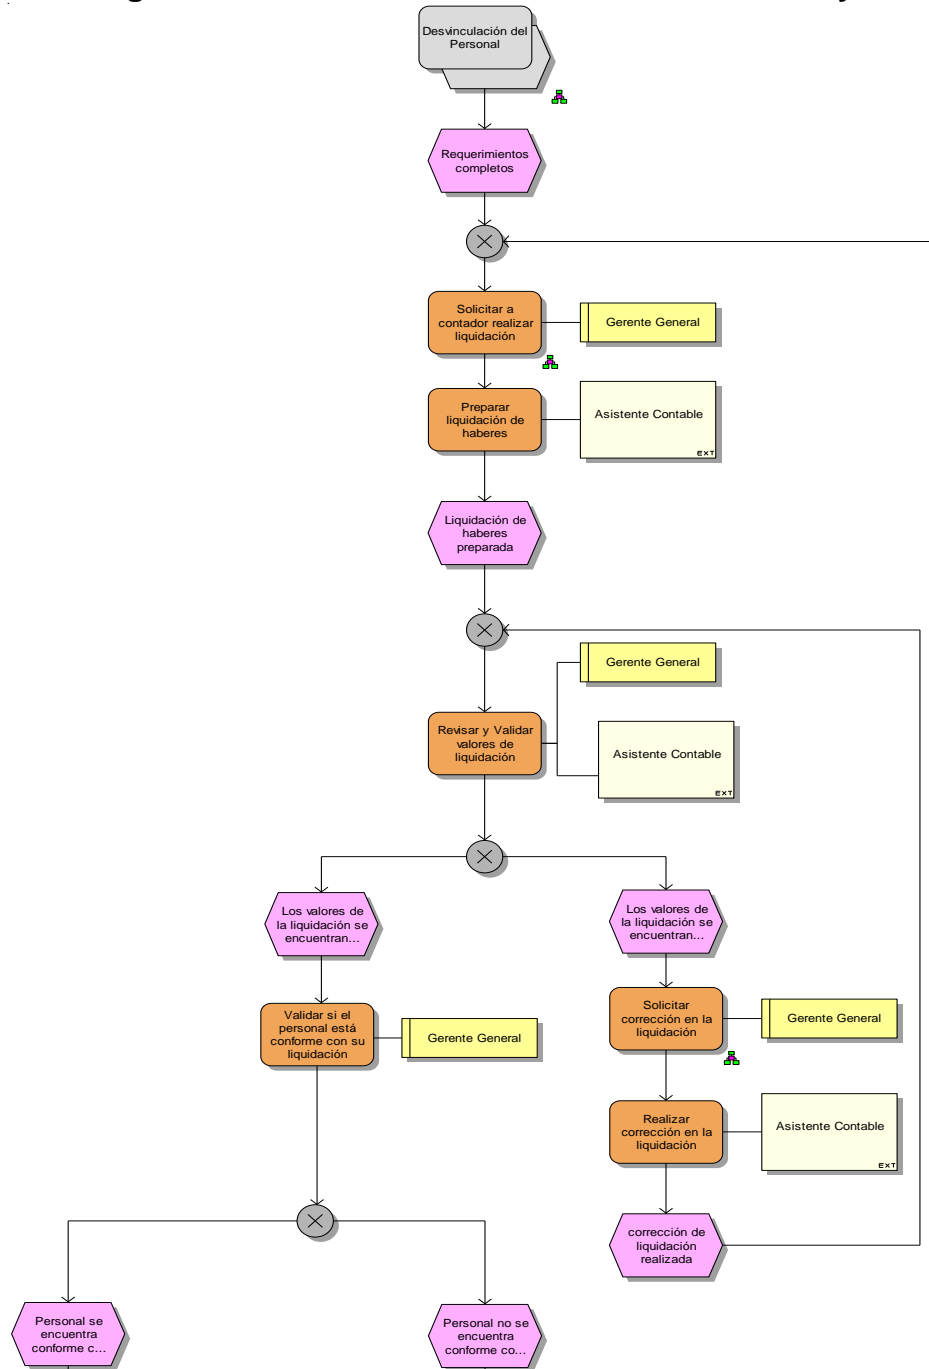 Desvinculación del
Personal
Requerimientos
completos
Solicitar a
contador realizar
liquidación
Gerente General
Preparar
liquidación de
haberes
Asistente Contable
EXT
Liquidación de
haberes
preparada
Gerente General
Revisar y Validar
valores de
liquidación
Asistente Contable
EXT
Los valores de
la liquidación se
encuentran...
Los valores de
la liquidación se
encuentran...
Validar si el
personal está
conforme con su
liquidación
Gerente General
Solicitar
corrección en la
liquidación
Gerente General
Realizar
corrección en la
liquidación
Asistente Contable
EXT
corrección de
liquidación
realizada
Personal se
encuentra
conforme c...
Personal no se
encuentra
conforme co...